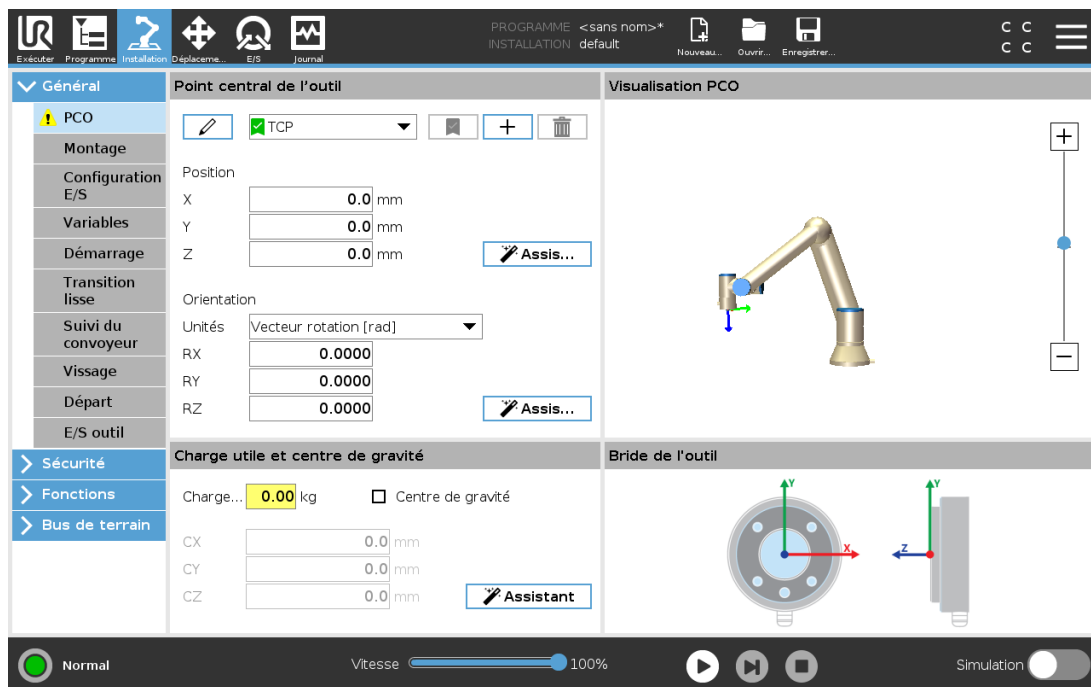 PROGRAMME <sans nom>*
INSTALLATION default
C C
C C
UR
Exécuter Programme Installation Déplaceme... E/S Journal
Nouveau... Ouvrir... Enregistrer...
Général
PCO
Montage
Configuration
E/S
Variables
Démarrage
Transition
lisse
Suivi du
convoyeur
Vissage
Départ
E/S outil
Sécurité
Fonctions
Bus de terrain
Point central de l'outil
TCP
Position
X 0.0 mm
Y 0.0 mm
Z 0.0 mm
Assis...
Orientation
Unités Vecteur rotation [rad]
RX 0.0000
RY 0.0000
RZ 0.0000
Assis...
Charge utile et centre de gravité
Charge... 0.00 kg Centre de gravité
CX 0.0 mm
CY 0.0 mm
CZ 0.0 mm
Assistant
Visualisation PCO
Bride de l'outil
Y Y
X Z
Normal
Vitesse 100%
Simulation